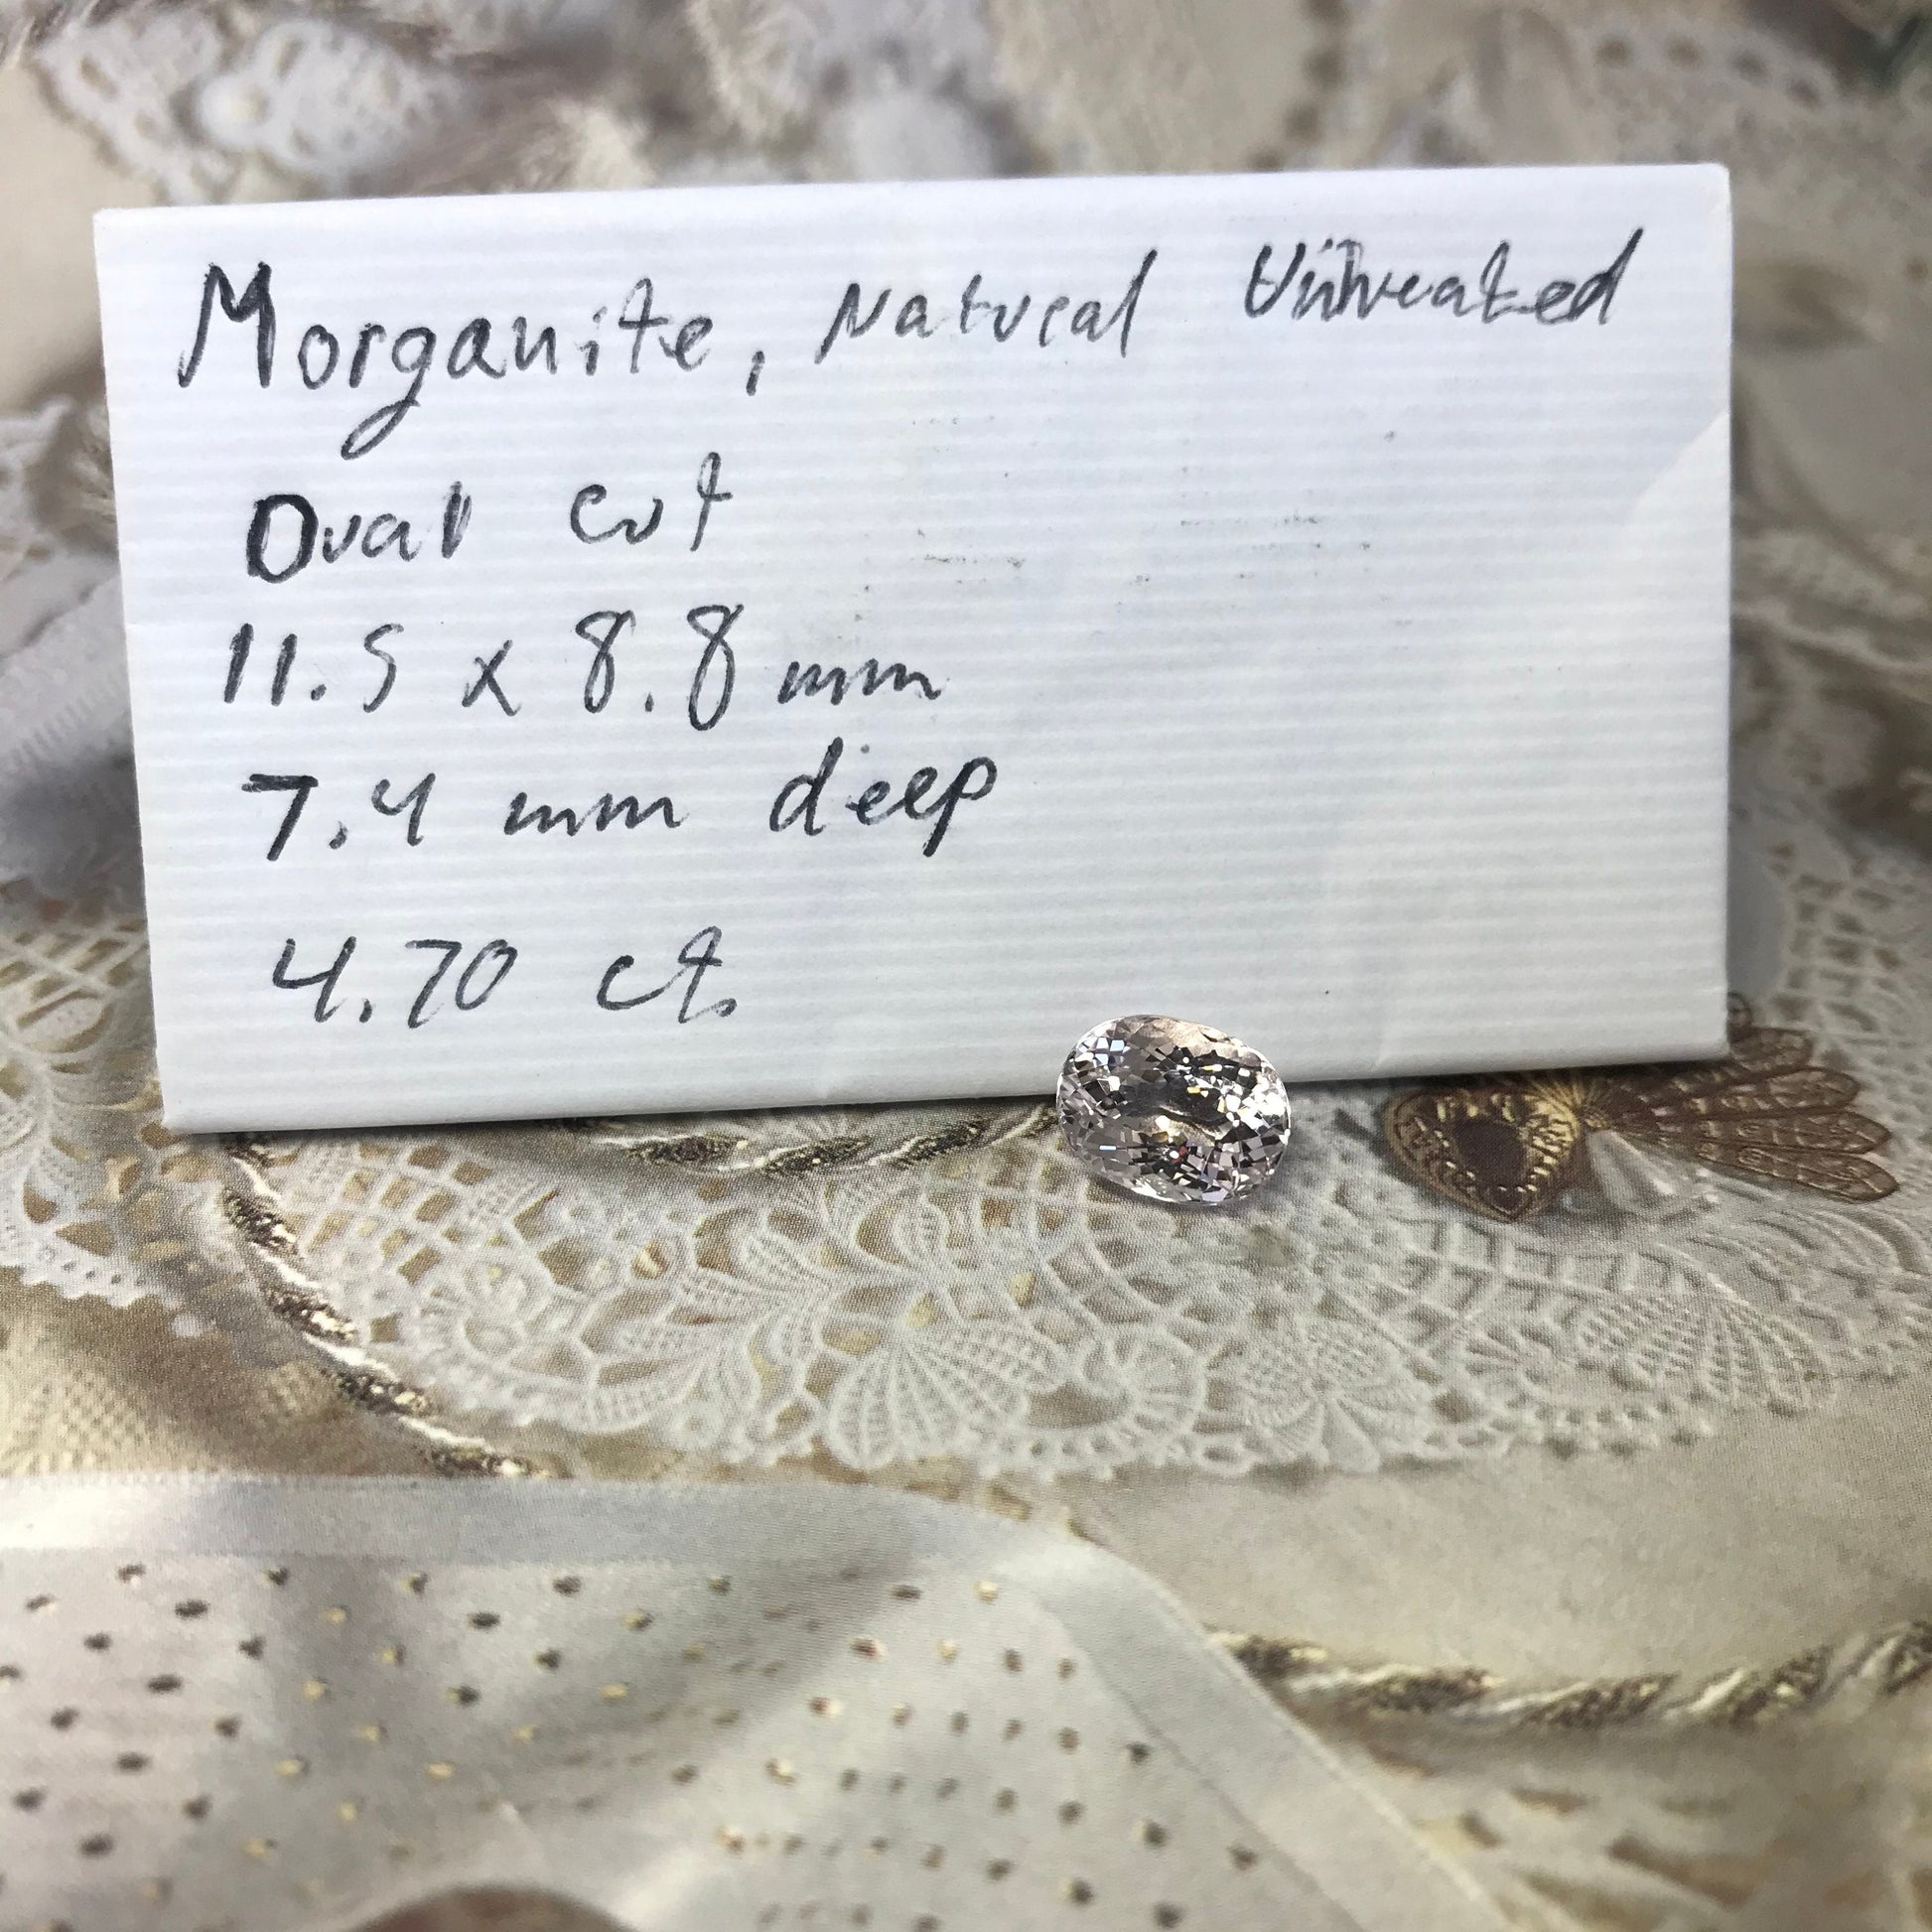 Morganite, Natural Untreated
Oval cut
11.5 x 8.8 mm
7.4 mm deep
4.70 ct.